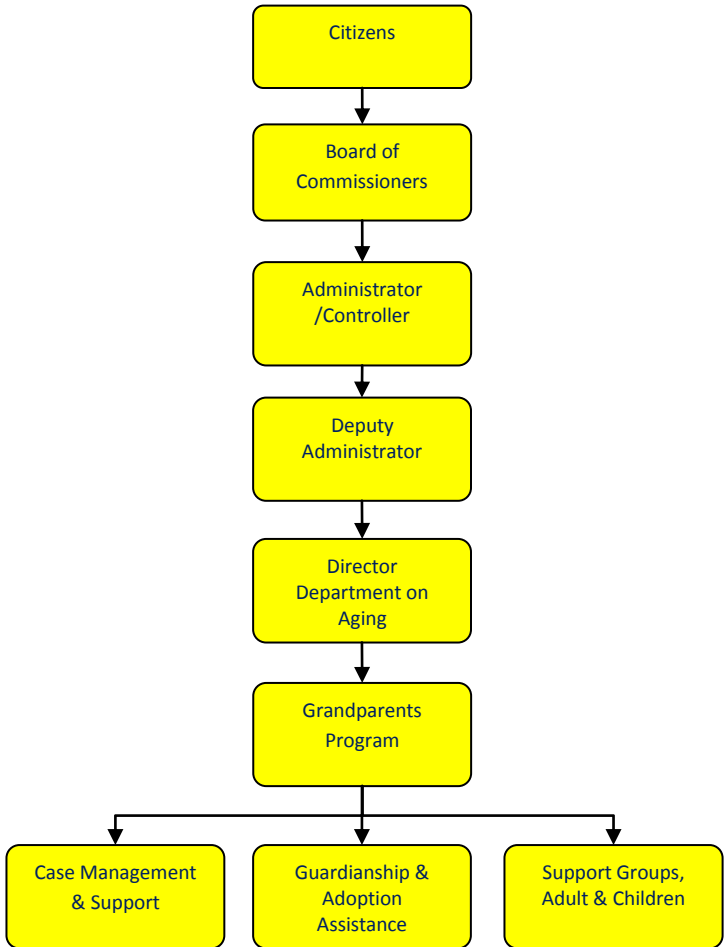 Citizens
Board of
Commissioners
Administrator
/Controller
Deputy
Administrator
Director
Department on
Aging
Grandparents
Program
Case Management
& Support
Guardianship &
Adoption
Assistance
Support Groups,
Adult & Children